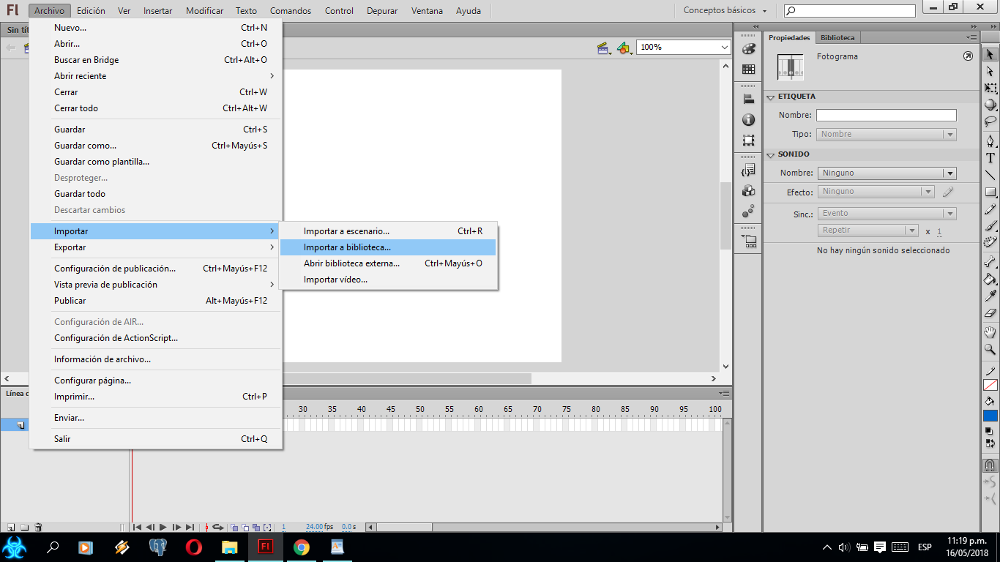 Fl Archivo Edición Ver Insertar Modificar Texto Comandos Control Depurar Ventana Ayuda Conceptos básicos
Sin tít
100%
Nuevo... Ctrl+N
Abrir... Ctrl+O
Buscar en Bridge Ctrl+Alt+O
Abrir reciente
Cerrar Ctrl+W
Cerrar todo Ctrl+Alt+W
Guardar Ctrl+S
Guardar como... Ctrl+Mayús+S
Guardar como plantilla...
Desproteger...
Guardar todo
Descartar cambios
Importar
Exportar
Configuración de publicación... Ctrl+Mayús+F12
Vista previa de publicación
Publicar Alt+Mayús+F12
Configuración de AIR...
Configuración de ActionScript...
Información de archivo...
Configurar página...
Imprimir... Ctrl+P
Enviar...
Salir Ctrl+Q
Importar a escenario... Ctrl+R
Importar a biblioteca...
Abrir biblioteca externa... Ctrl+Mayús+O
Importar vídeo...
Propiedades Biblioteca
Fotograma
ETIQUETA
Nombre:
Tipo: Nombre
SONIDO
Nombre: Ninguno
Efecto: Ninguno
Sinc.: Evento
Repetir x 1
No hay ningún sonido seleccionado
T
Línea d
30 35 40 45 50 55 60 65 70 75 80 85 90 95 100
1 24.00 fps 0.0 s
Fl
ESP
11:19 p.m.
16/05/2018